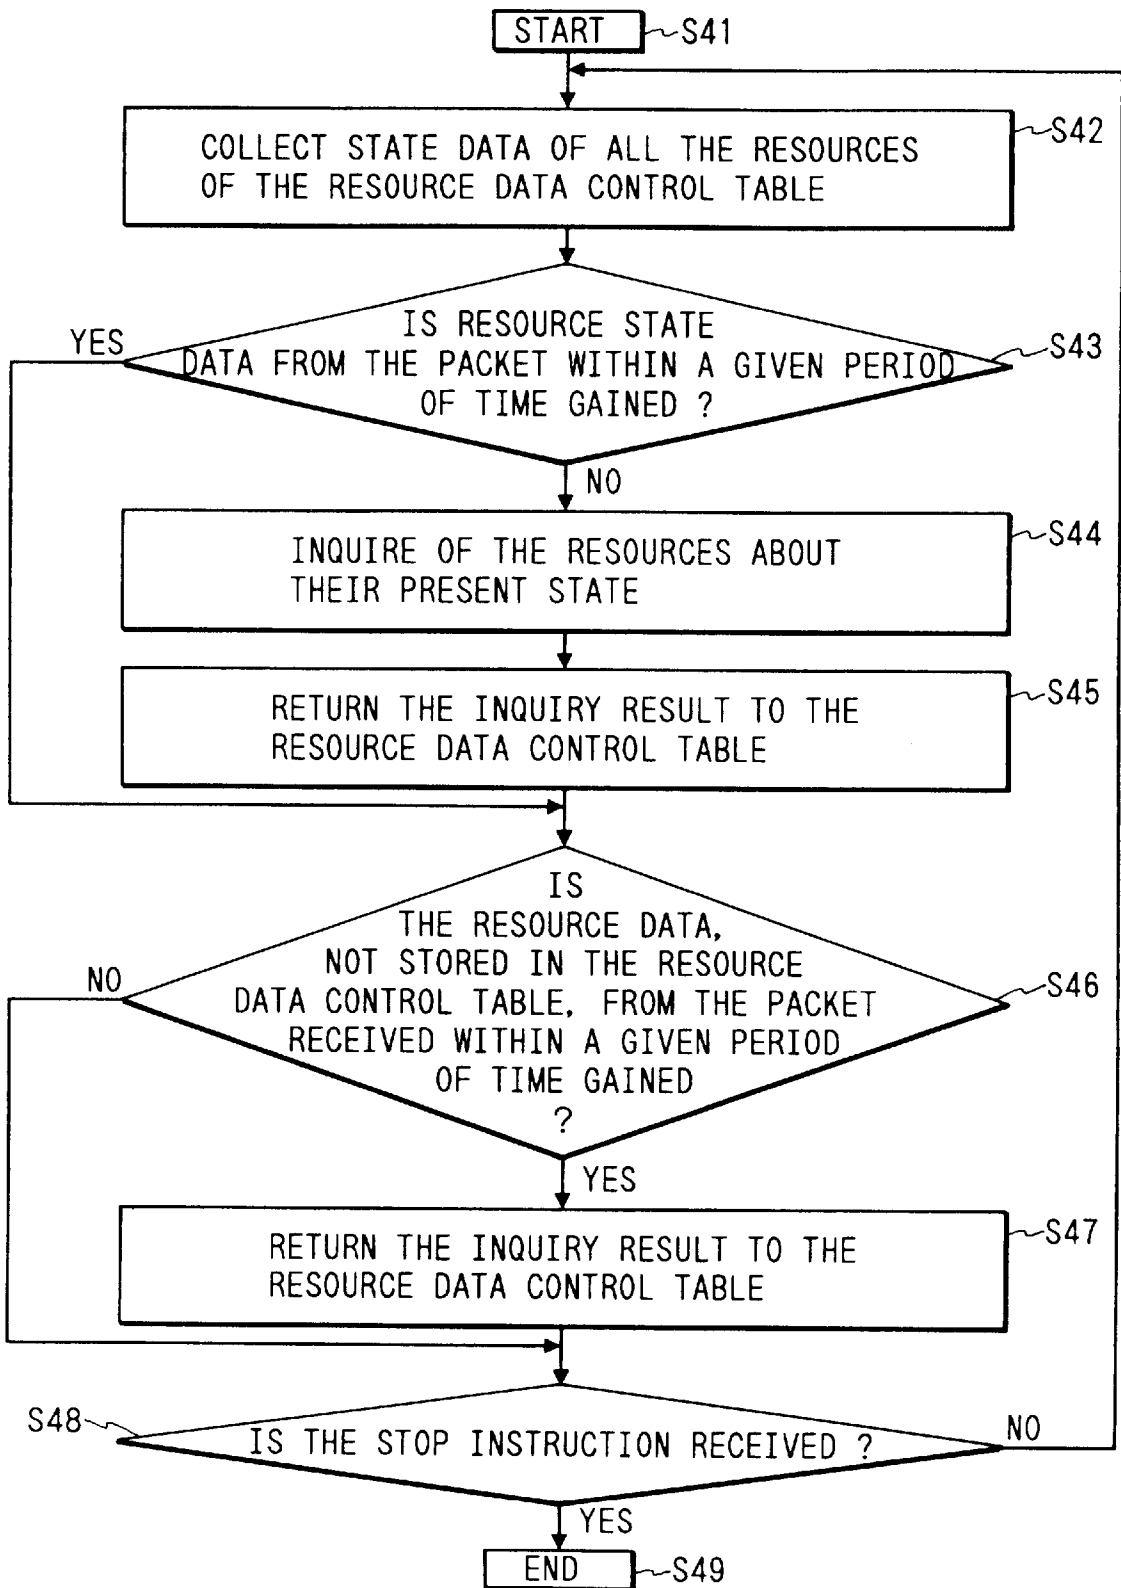 START
S41
S42
COLLECT STATE DATA OF ALL THE RESOURCES
OF THE RESOURCE DATA CONTROL TABLE
YES
IS RESOURCE STATE
DATA FROM THE PACKET WITHIN A GIVEN PERIOD
OF TIME GAINED ?
S43
NO
S44
INQUIRE OF THE RESOURCES ABOUT
THEIR PRESENT STATE
S45
RETURN THE INQUIRY RESULT TO THE
RESOURCE DATA CONTROL TABLE
IS
THE RESOURCE DATA,
NOT STORED IN THE RESOURCE
DATA CONTROL TABLE, FROM THE PACKET
RECEIVED WITHIN A GIVEN PERIOD
OF TIME GAINED
?
NO
S46
YES
S47
RETURN THE INQUIRY RESULT TO THE
RESOURCE DATA CONTROL TABLE
S48
IS THE STOP INSTRUCTION RECEIVED ?
NO
YES
END
S49